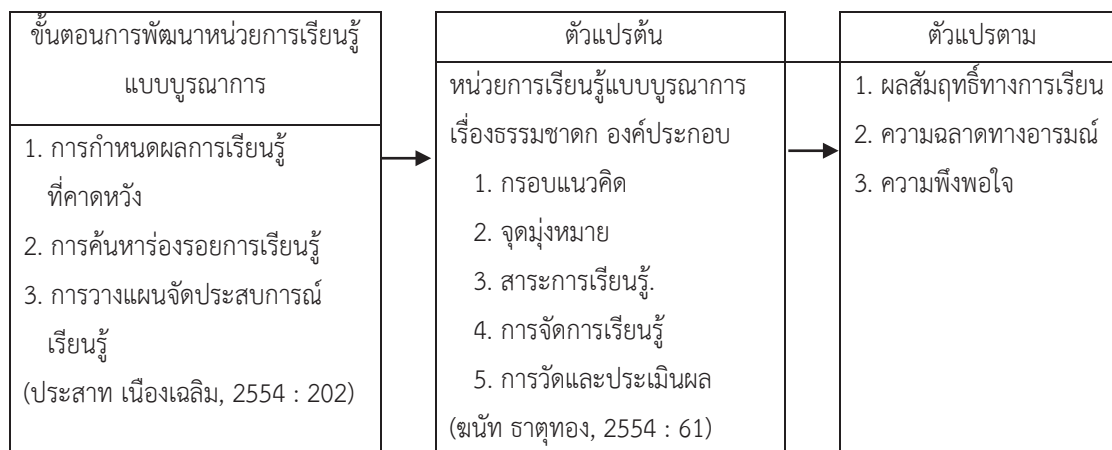 ขั้นตอนการพัฒนาหน่วยการเรียนรู้
แบบบูรณาการ
1. การกำหนดผลการเรียนรู้
ที่คาดหวัง
2. การค้นหาร่องรอยการเรียนรู้
3. การวางแผนจัดประสบการณ์
เรียนรู้
(ประสาท เนืองเฉลิม, 2554 : 202)
ตัวแปรต้น
หน่วยการเรียนรู้แบบบูรณาการ
เรื่องธรรมชาดก องค์ประกอบ
1. กรอบแนวคิด
2. จุดมุ่งหมาย
3. สาระการเรียนรู้.
4. การจัดการเรียนรู้
5. การวัดและประเมินผล
(ฆนัท ธาตุทอง, 2554 : 61)
ตัวแปรตาม
1. ผลสัมฤทธิ์ทางการเรียน
2. ความฉลาดทางอารมณ์
3. ความพึงพอใจ